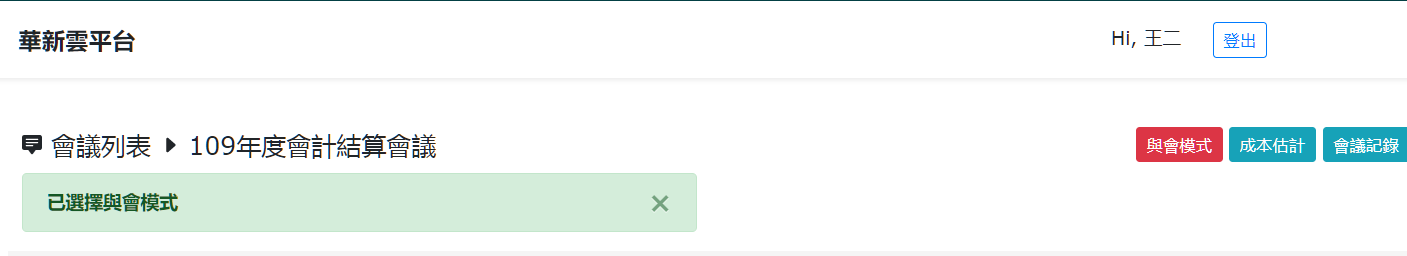 華新雲平台
Hi, 王二
登出
會議列表 109年度會計結算會議
與會模式
成本估計
會議記錄
已選擇與會模式
×